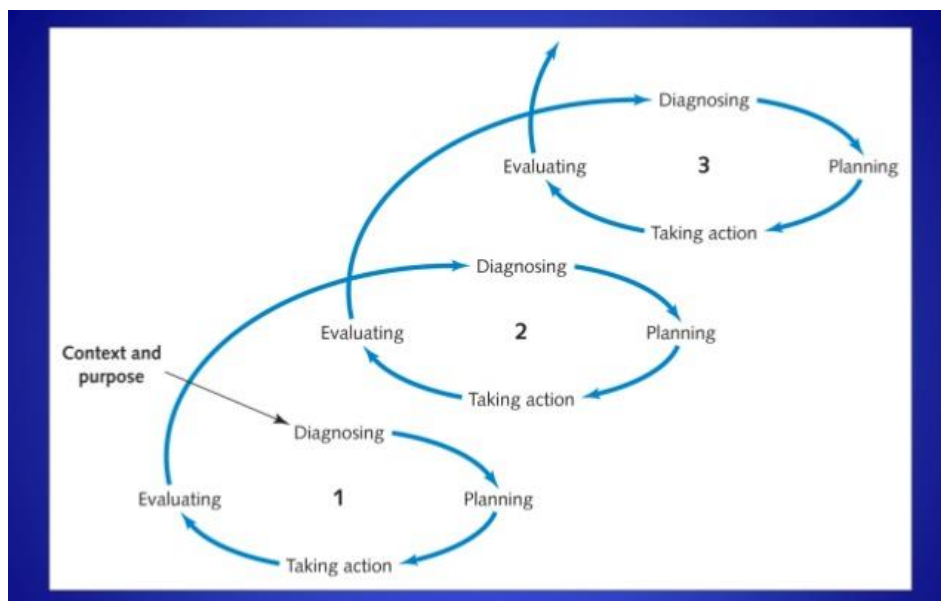 Diagnosing
Evaluating
3
Planning
Taking action
Diagnosing
Evaluating
2
Planning
Taking action
Context and
purpose
Diagnosing
Evaluating
1
Planning
Taking action